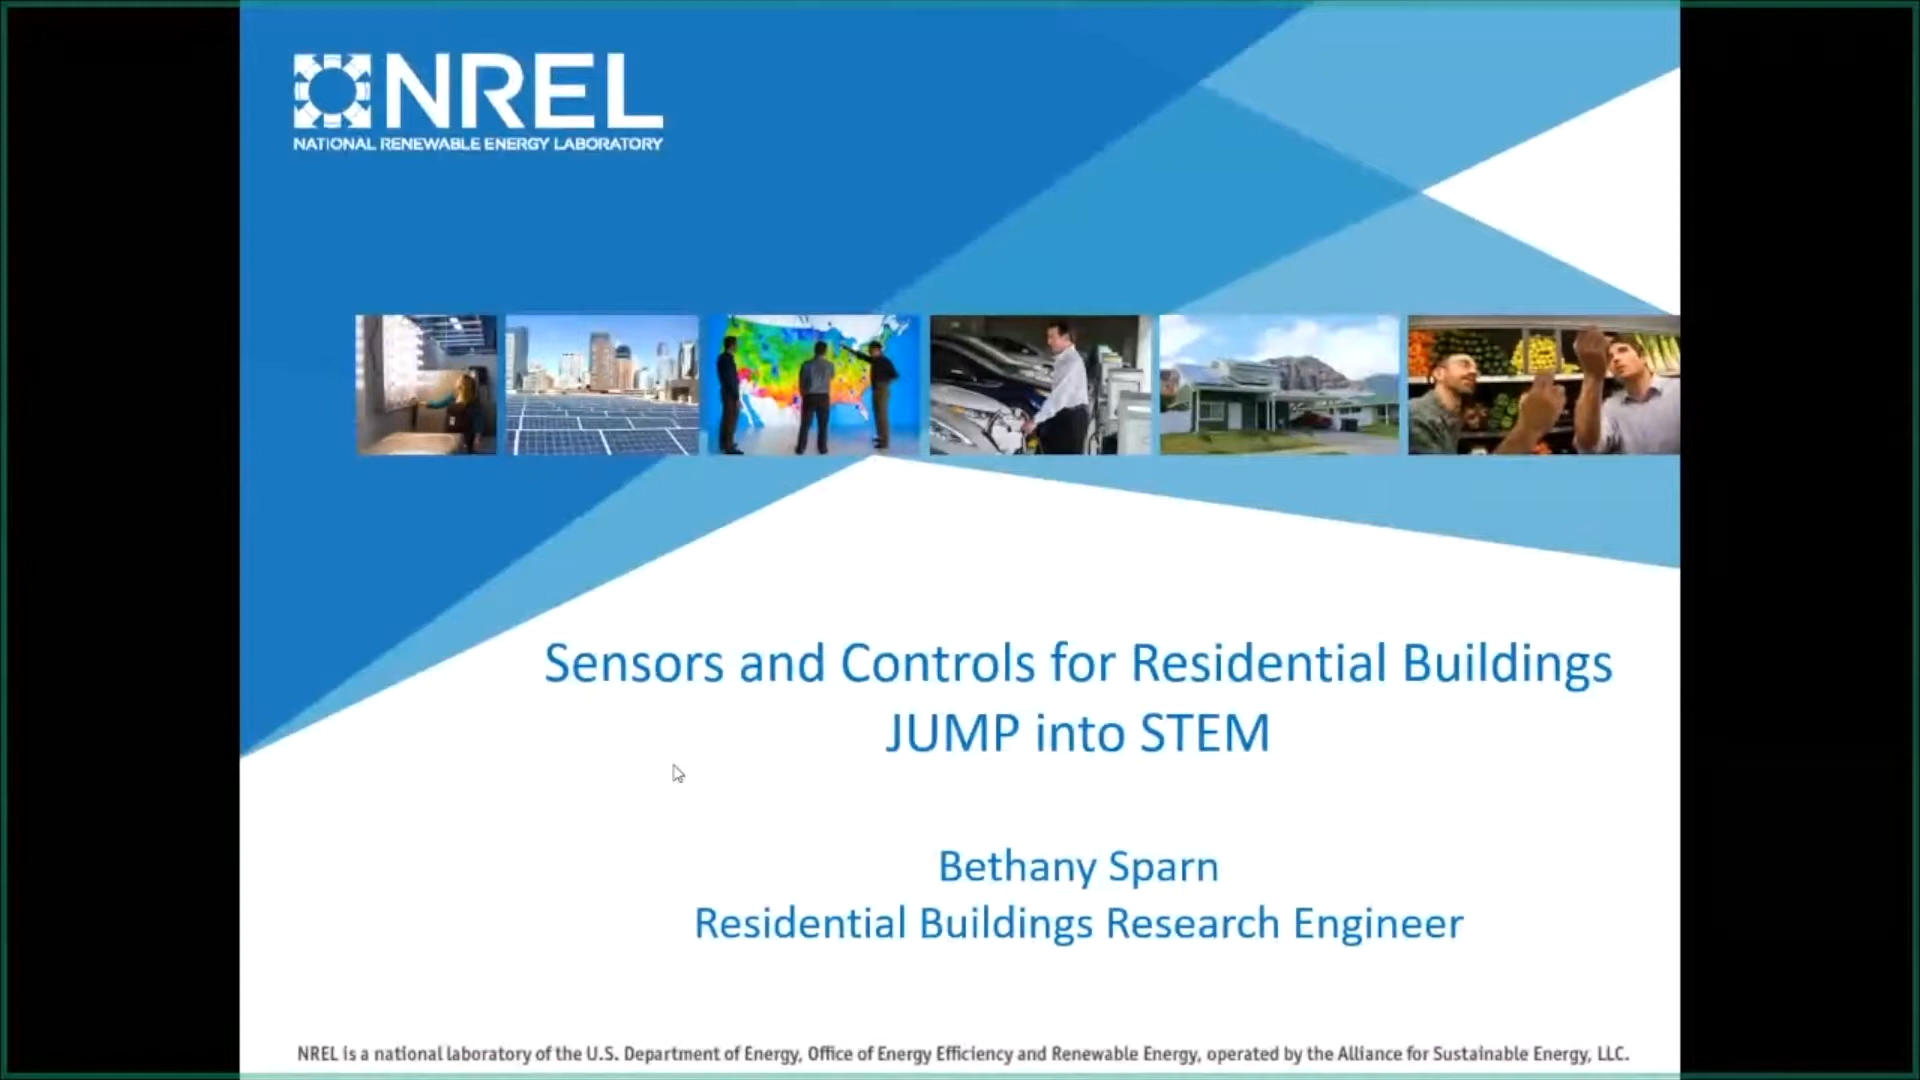 NREL
NATIONAL RENEWABLE ENERGY LABORATORY
Sensors and Controls for Residential Buildings
JUMP into STEM
Bethany Sparn
Residential Buildings Research Engineer
NREL is a national laboratory of the U.S. Department of Energy, Office of Energy Efficiency and Renewable Energy, operated by the Alliance for Sustainable Energy, LLC.